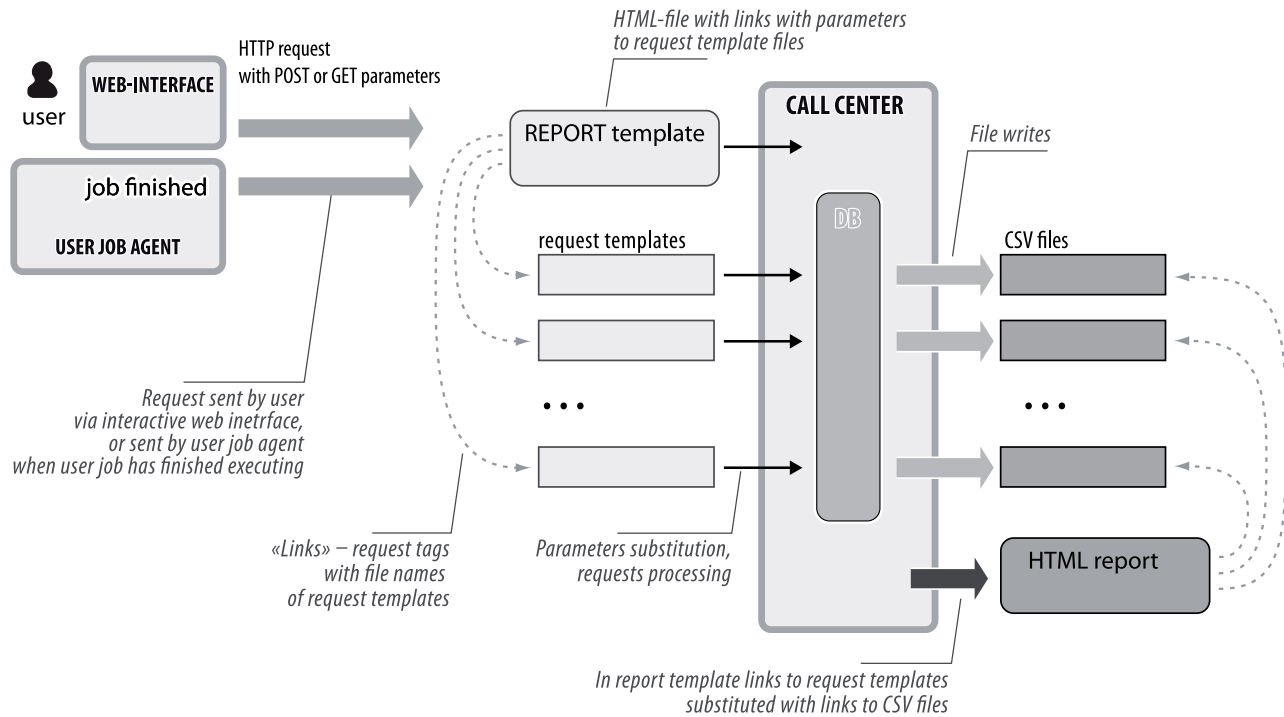 HTML-file with links with parameters
to request template files
HTTP request
with POST or GET parameters
WEB-INTERFACE
user
CALL CENTER
REPORT template
File writes
job finished
USER JOB AGENT
DB
request templates
CSV files
Request sent by user
via interactive web inetrface,
or sent by user job agent
when user job has finished executing
...
...
«Links» – request tags
with file names
of request templates
Parameters substitution,
requests processing
HTML report
In report template links to request templates
substituted with links to CSV files